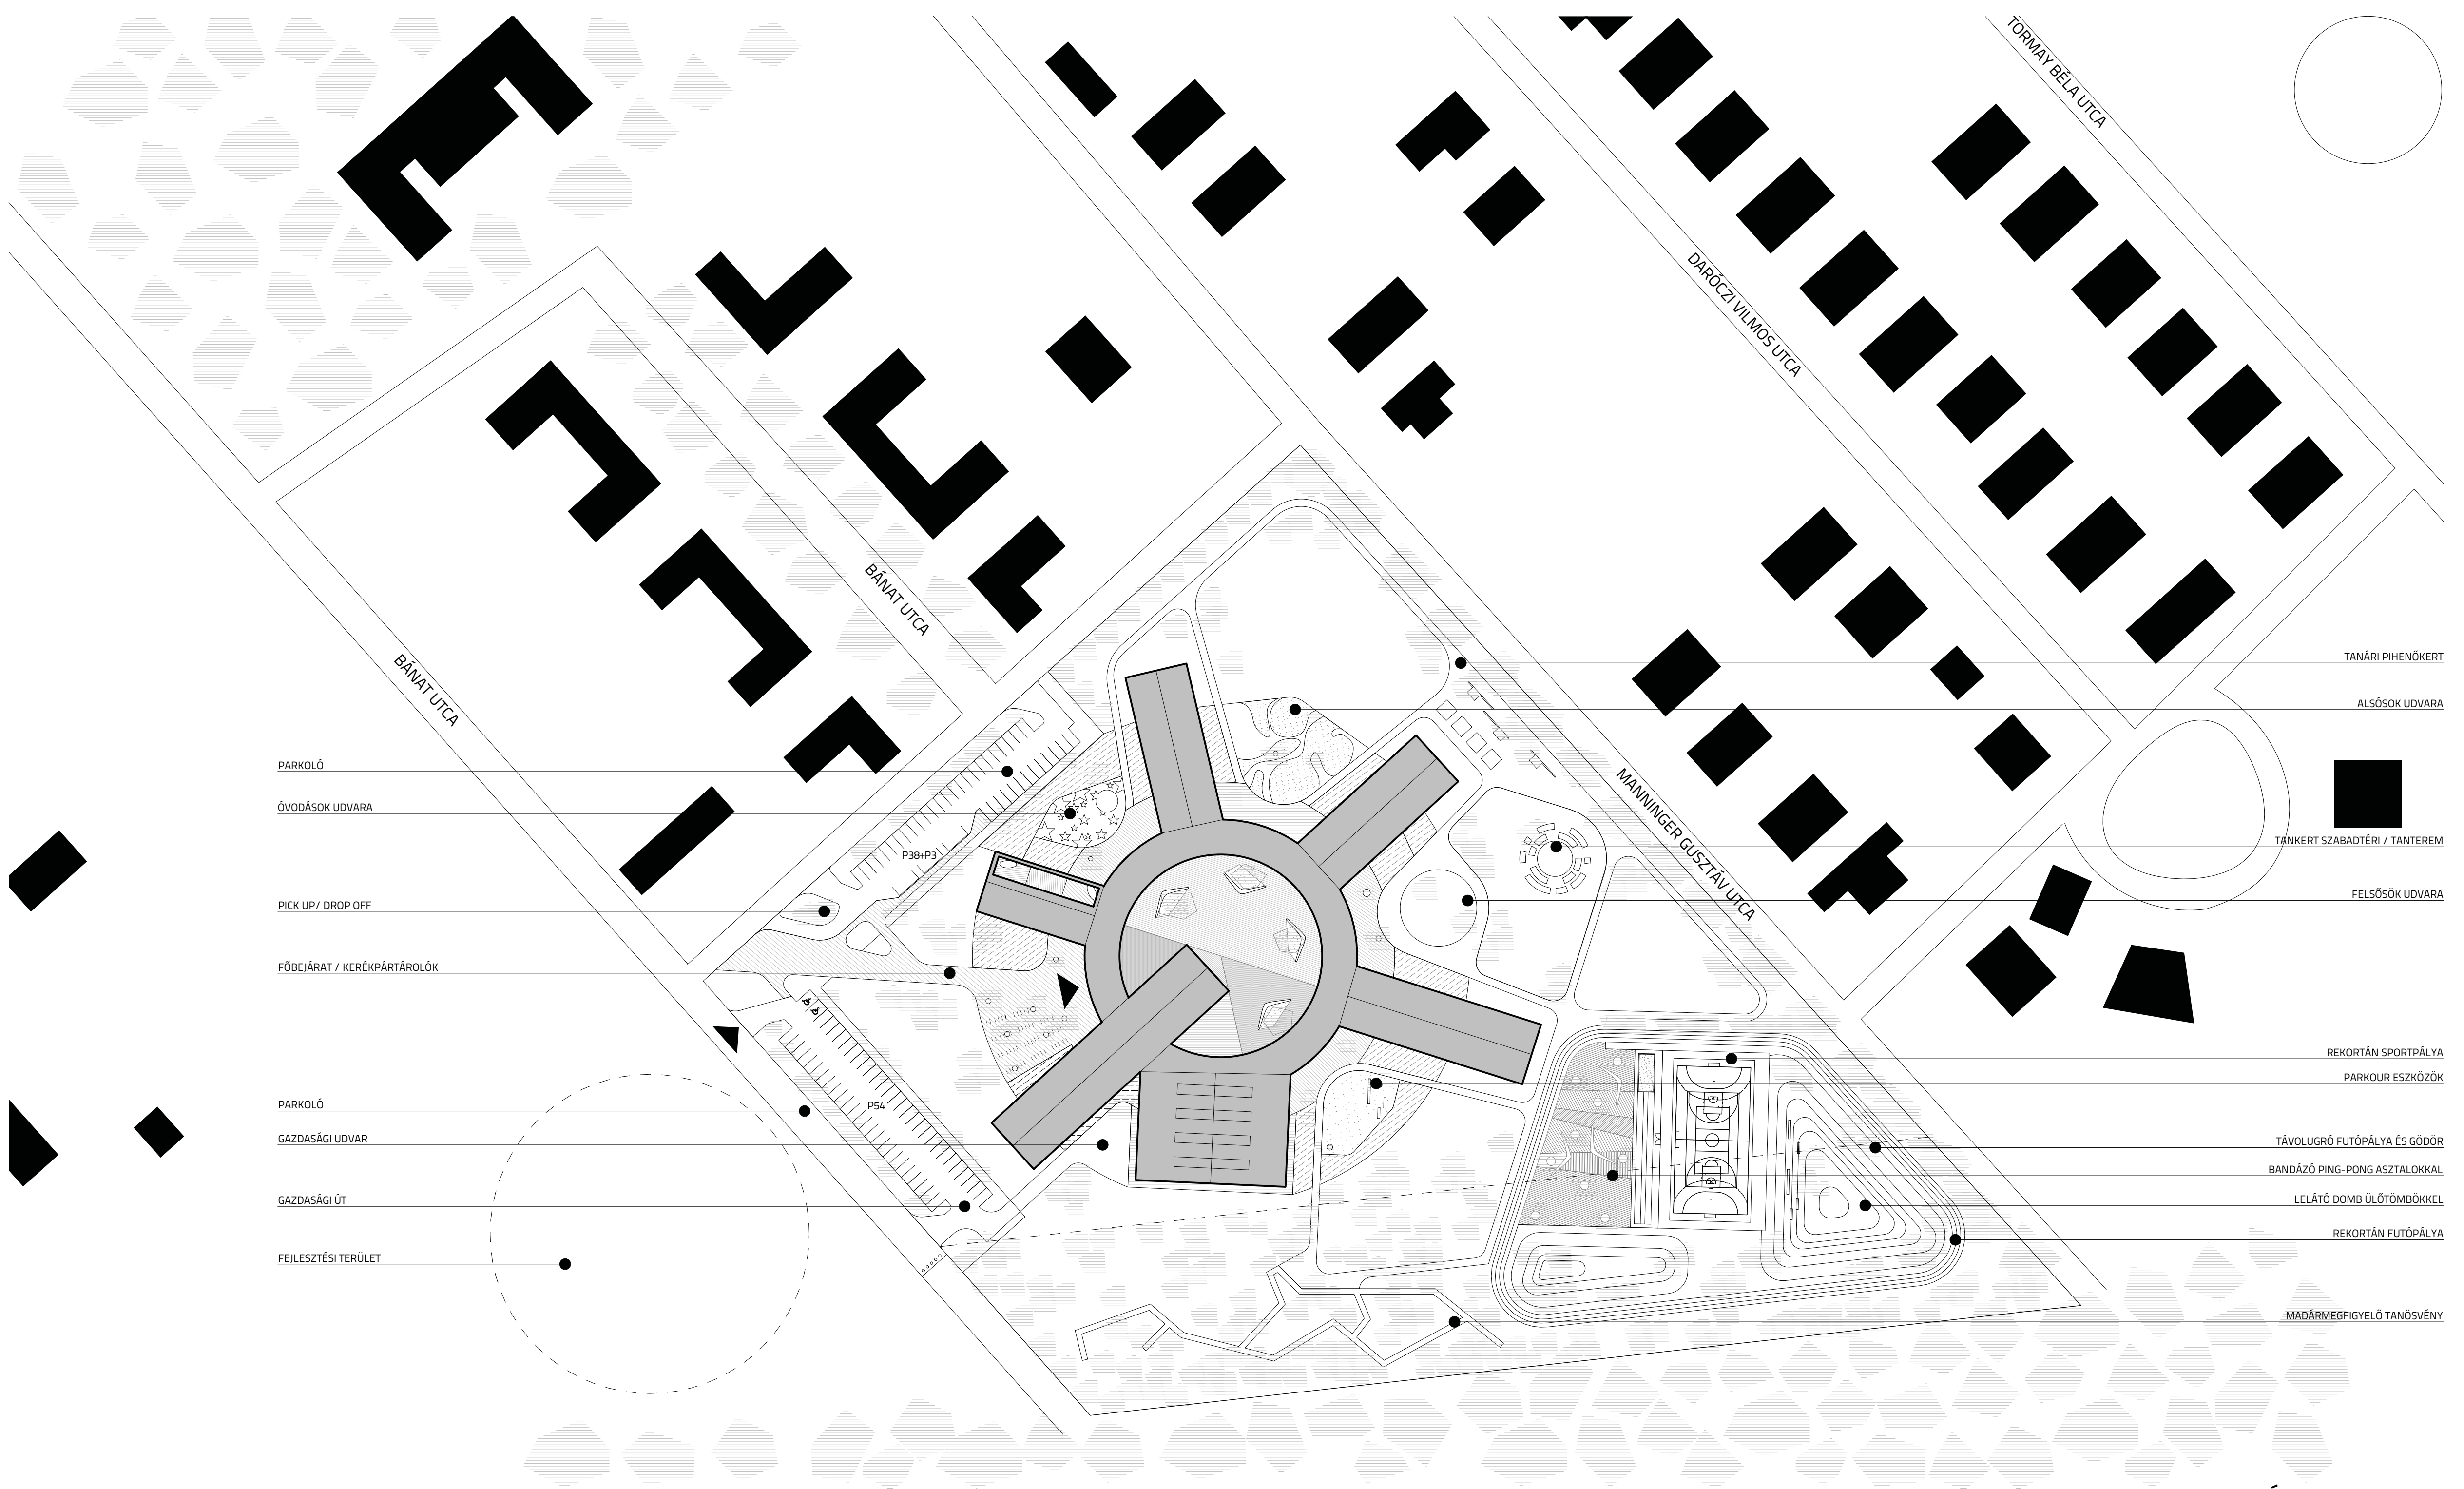 TORMAY BÉLA UTCA
DARÓCZI VILMOS UTCA
BÁNAT UTCA
BÁNAT UTCA
MANNINGER GUSZTÁV UTCA
PARKOLÓ
ÓVODÁSOK UDVARA
P38+P3
PICK UP/ DROP OFF
FŐBEJÁRAT / KERÉKPÁRTÁROLÓK
PARKOLÓ
P54
GAZDASÁGI UDVAR
GAZDASÁGI ÚT
FEJLESZTÉSI TERÜLET
TANÁRI PIHENŐKERT
ALSÓSOK UDVARA
TANKERT SZABADTÉRI / TANTEREM
FELSŐSÖK UDVARA
REKORTÁN SPORTPÁLYA
PARKOUR ESZKÖZÖK
TÁVOLUGRÓ FUTÓPÁLYA ÉS GÖDÖR
BANDÁZÓ PING-PONG ASZTALOKKAL
LELÁTÓ DOMB ÜLŐTÖMBÖKKEL
REKORTÁN FUTÓPÁLYA
MADÁRMEGFIGYELŐ TANÖSVÉNY